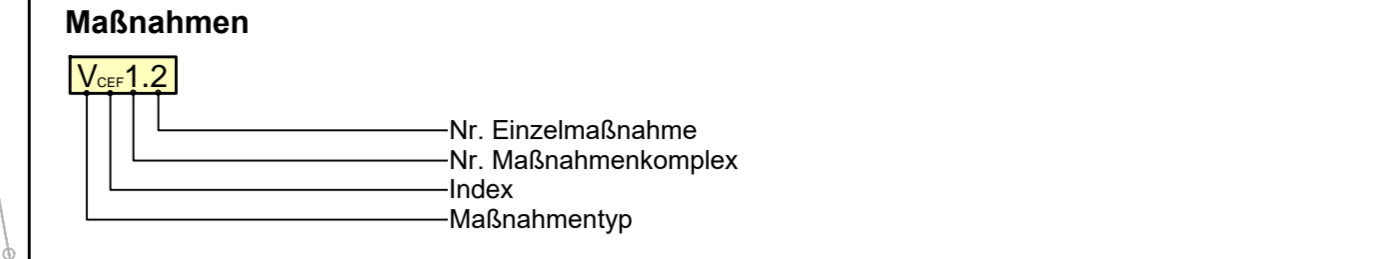 Maßnahmen
VCEF1.2
Nr. Einzelmaßnahme
Nr. Maßnahmenkomplex
Index
Maßnahmentyp